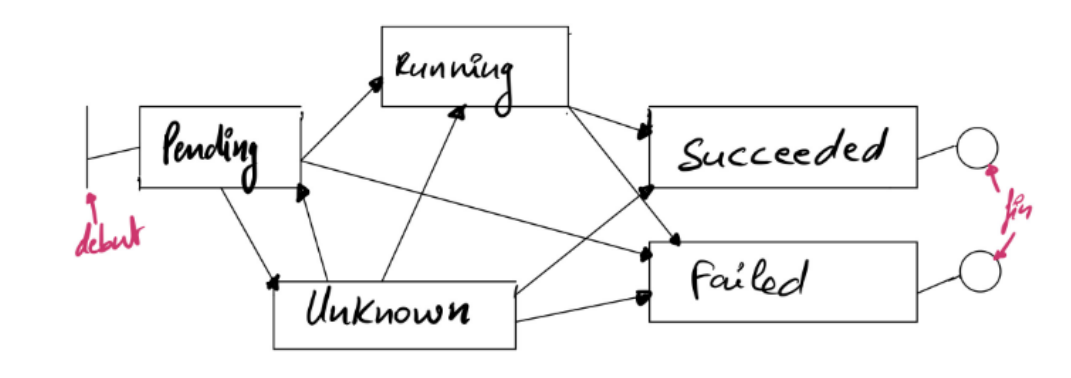 Running
Pending
Succeeded
debut
fin
Failed
Unknown